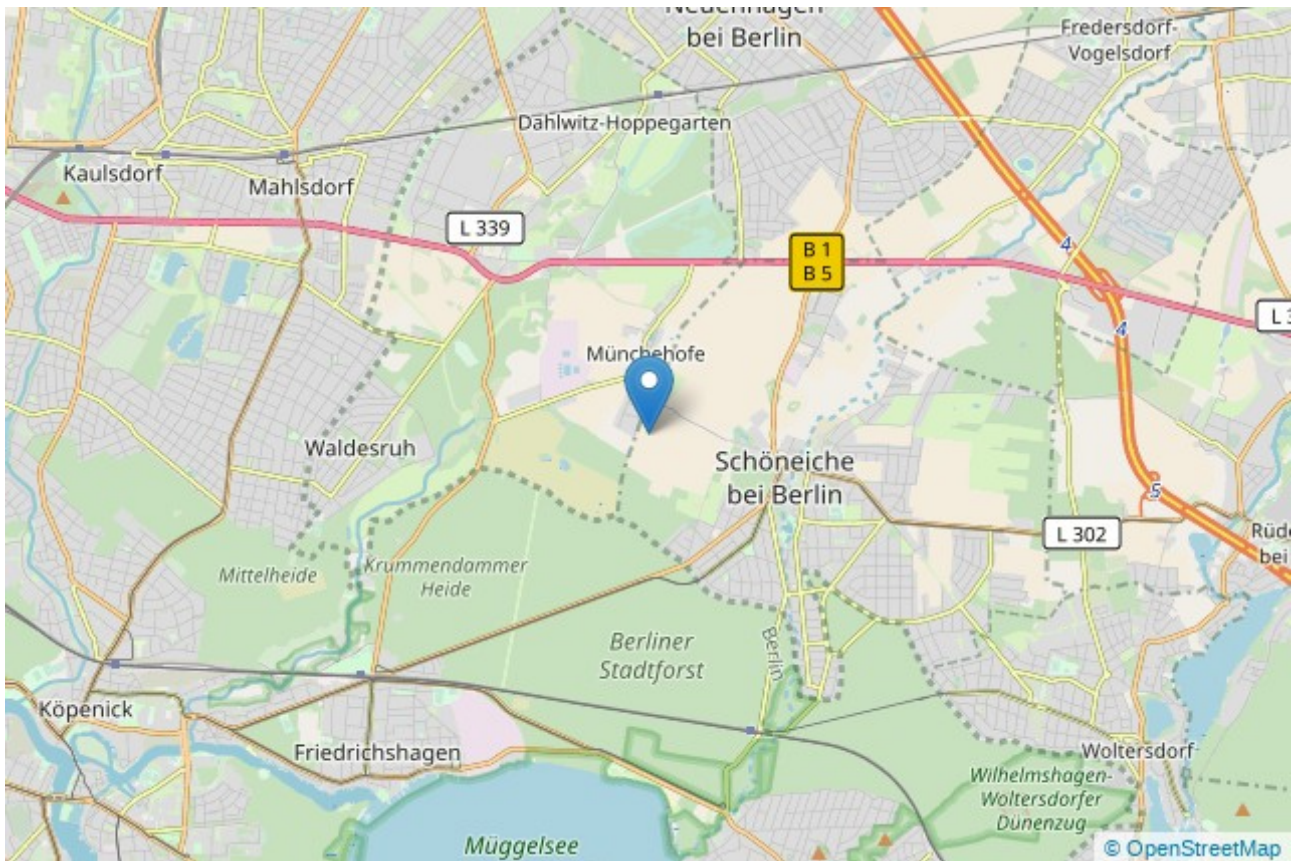 Neuenhagen
bei Berlin
Fredersdorf-
Vogelsdorf
Dahlwitz-Hoppegarten
Kaulsdorf
Mahlsdorf
L 339
B 1
B 5
4
L 3
4
Münchehofe
Waldesruh
Schöneiche
bei Berlin
5
L 302
Rüde
bei
Mittelheide
Krummendammer
Heide
Berliner
Stadtforst
Berlin
Köpenick
Friedrichshagen
Woltersdorf
Wilhelmshagen-
Woltersdorfer
Dünenzug
Müggelsee
© OpenStreetMap